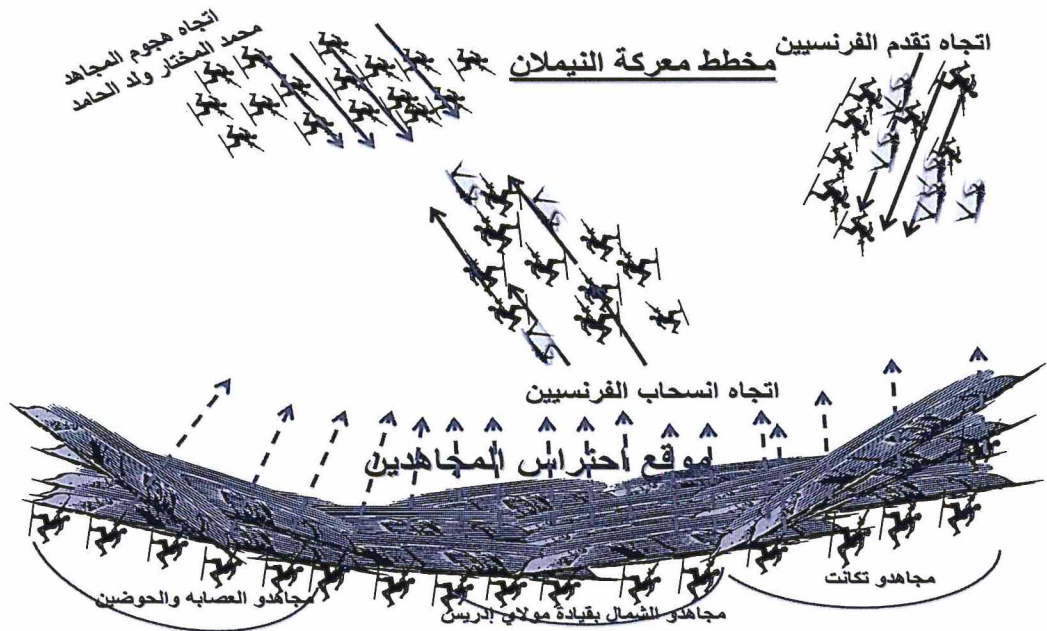 مخطط معركة النيملان
اتجاه تقدم الفرنسيين
اتجاه هجوم المجاهد
محمد المختار ولد الحامد
اتجاه انسحاب الفرنسيين
موقع احتراس المجاهدين
مجاهدو تكانت
مجاهدو الشمال بقيادة مولاي إدريس
مجاهدو العصابه والحوضين